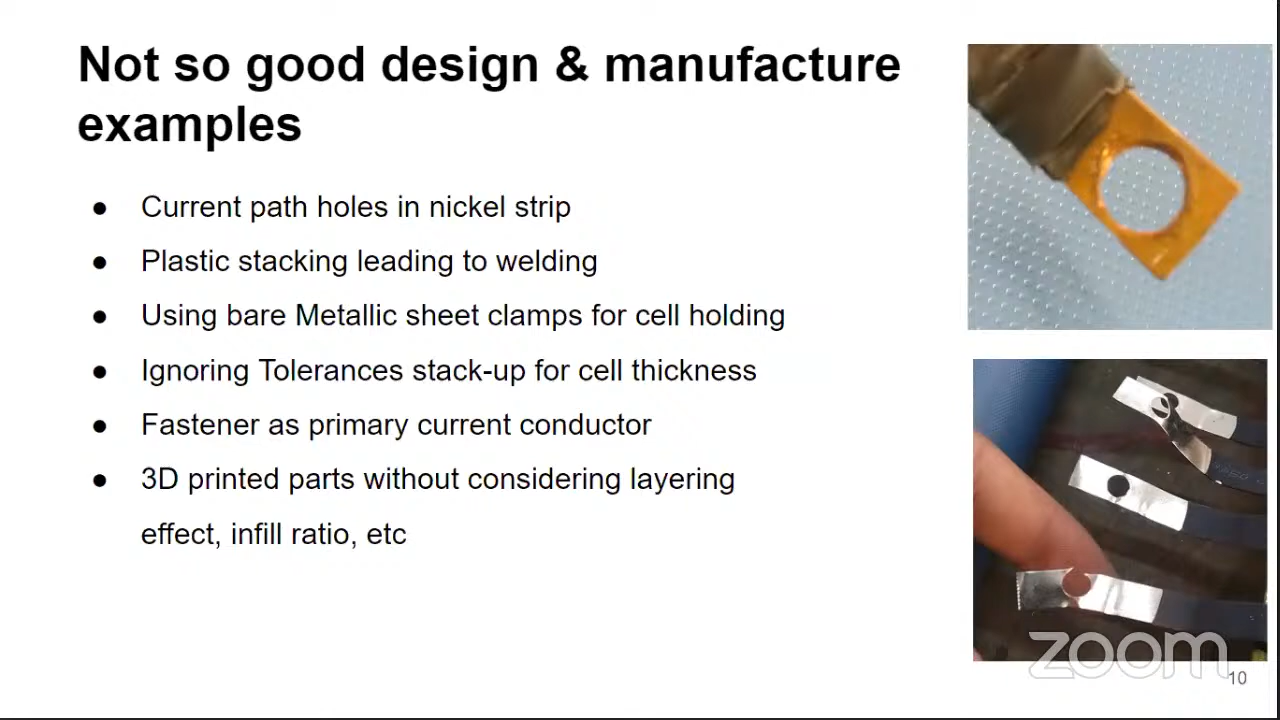 Not so good design & manufacture
examples
● Current path holes in nickel strip
● Plastic stacking leading to welding
● Using bare Metallic sheet clamps for cell holding
● Ignoring Tolerances stack-up for cell thickness
● Fastener as primary current conductor
● 3D printed parts without considering layering
effect, infill ratio, etc
zoom
10